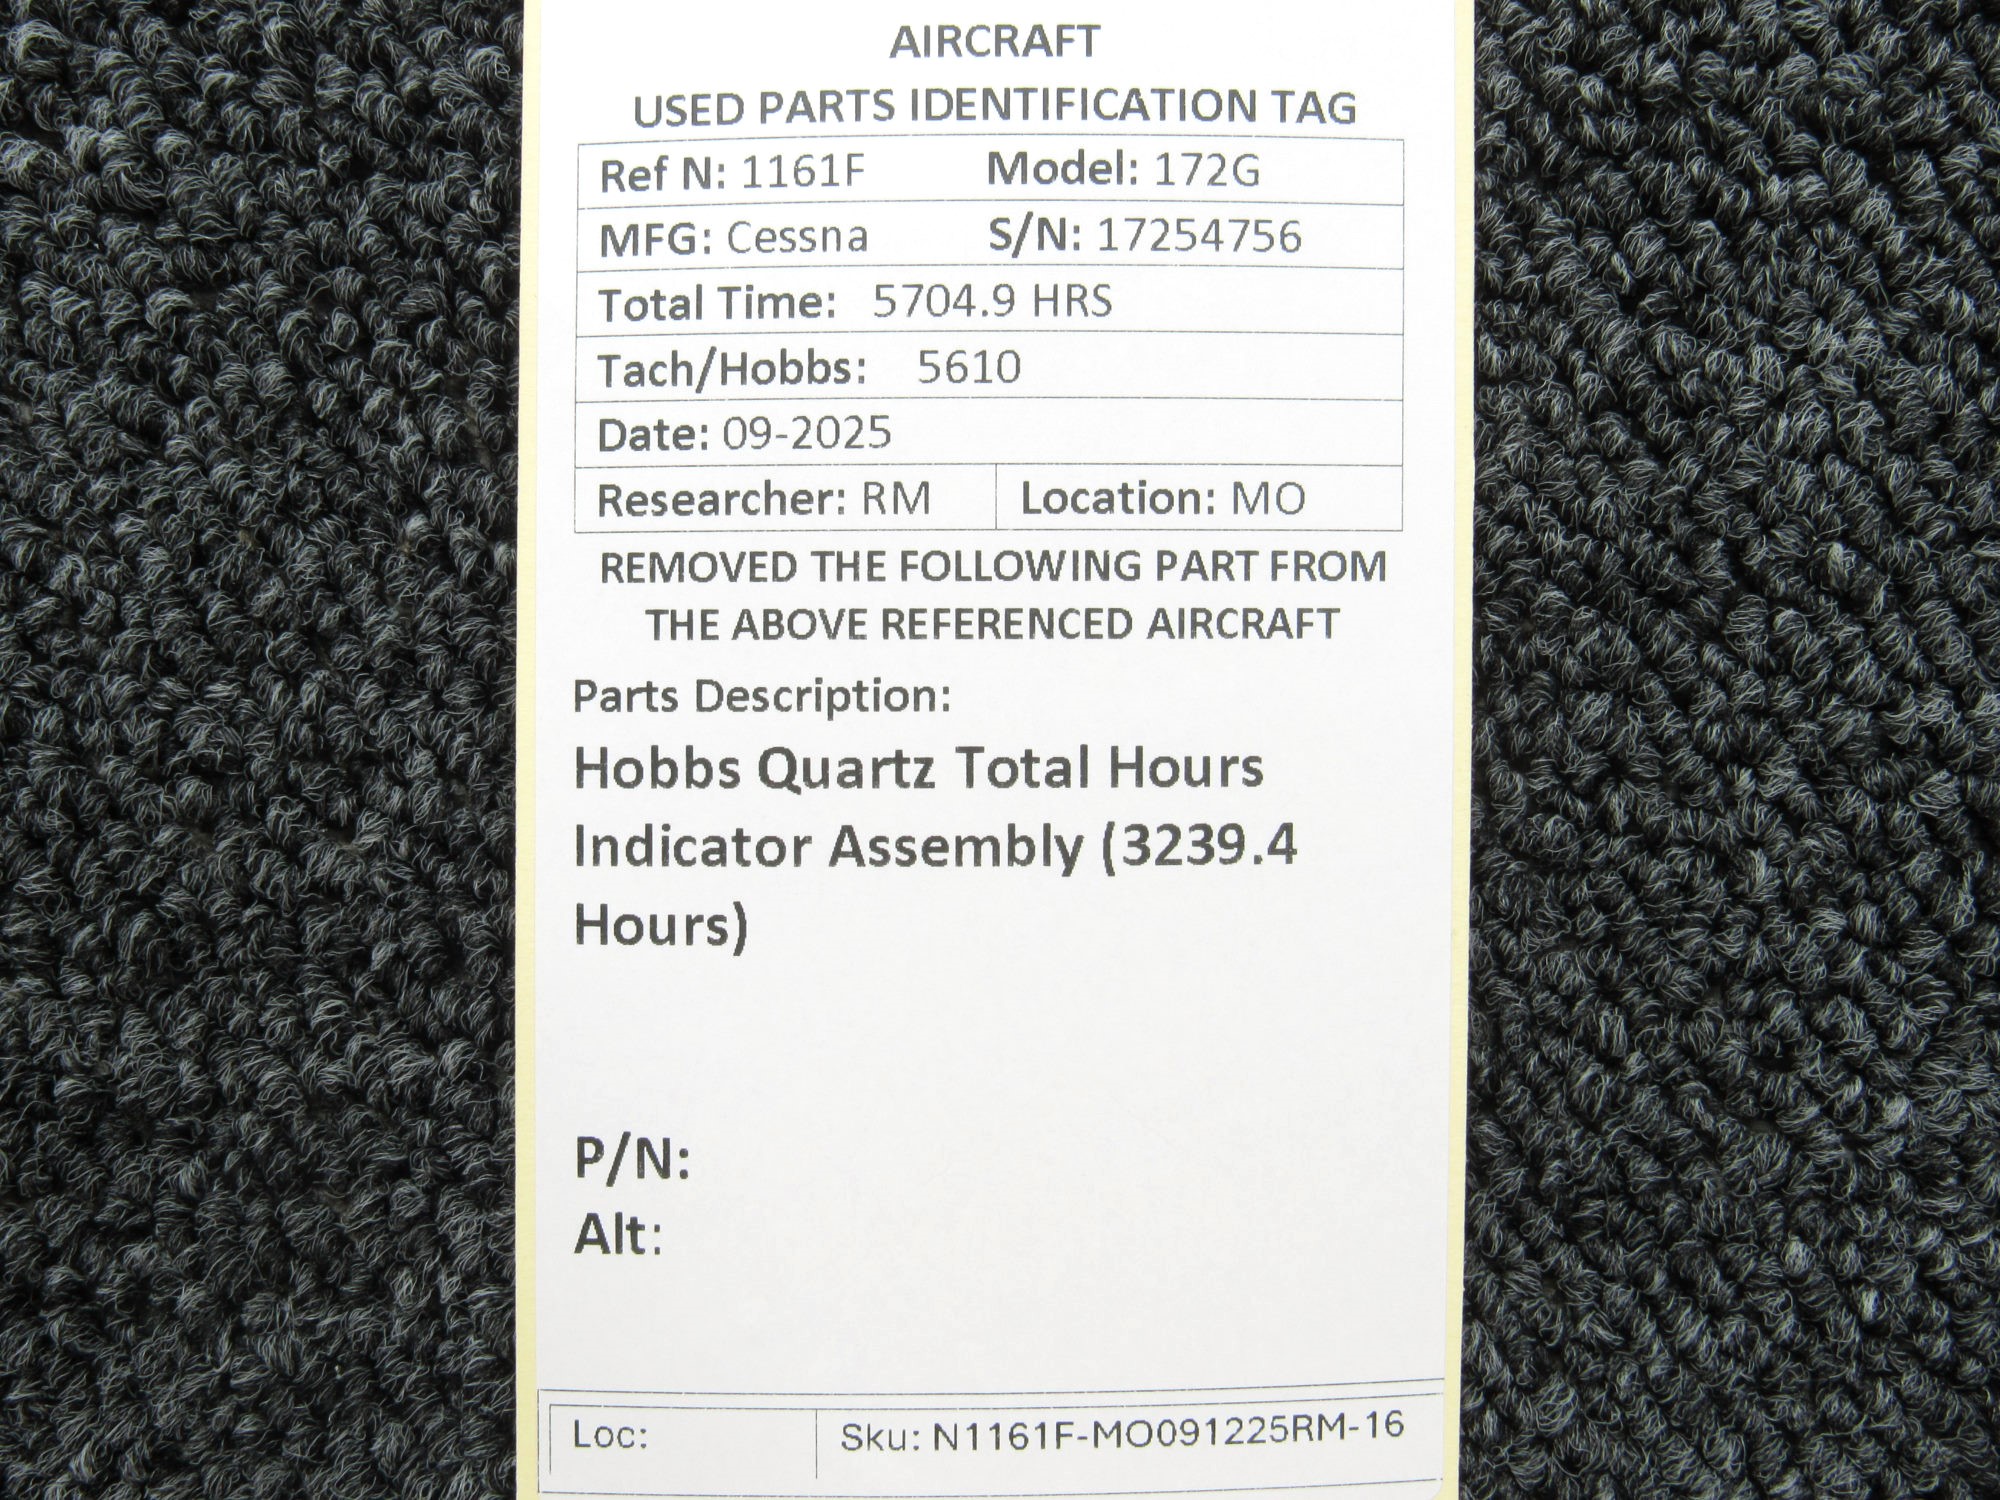 AIRCRAFT
USED PARTS IDENTIFICATION TAG
Ref N: 1161F Model: 172G
MFG: Cessna S/N: 17254756
Total Time: 5704.9 HRS
Tach/Hobbs: 5610
Date: 09-2025
Researcher: RM Location: MO
REMOVED THE FOLLOWING PART FROM
THE ABOVE REFERENCED AIRCRAFT
Parts Description:
Hobbs Quartz Total Hours
Indicator Assembly (3239.4
Hours)
P/N:
Alt:
Loc: Sku: N1161F-MO091225RM-16